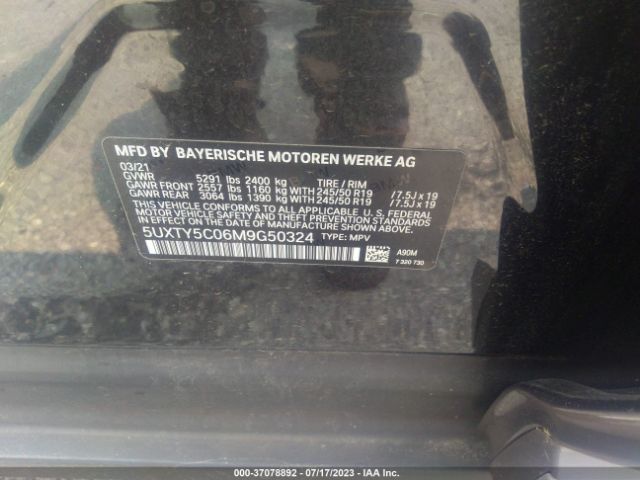 MFD BY BAYERISCHE MOTOREN WERKE AG
03/21
GVWR 5291 lbs 2400 kg TIRE / RIM
GAWR FRONT 2557 lbs 1160 kg WITH 245/50 R19 / 7.5J x 19
GAWR REAR 3064 lbs 1390 kg WITH 245/50 R19 / 7.5J x 19
THIS VEHICLE CONFORMS TO ALL APPLICABLE U. S. FEDERAL
MOTOR VEHICLE SAFETY, BUMPER, AND THEFT PREVENTION STANDARDS
IN EFFECT ON THE DATE OF MANUFACTURE SHOWN ABOVE.
5UXTY5C06M9G50324 TYPE: MPV
A90M
7 320 730
000-37078892 - 07/17/2023 - IAA Inc.